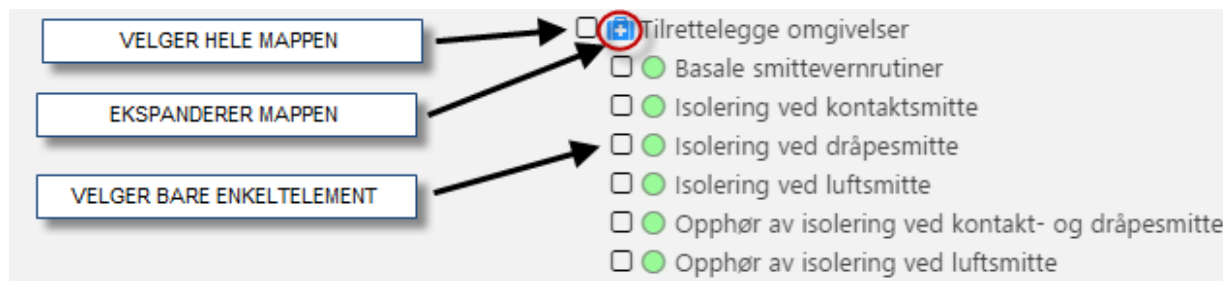 VELGER HELE MAPPEN
EKSPANDERER MAPPEN
VELGER BARE ENKELTELEMENT
Tilrettelegge omgivelser
Basale smittevernrutiner
Isolering ved kontaktsmitte
Isolering ved dråpesmitte
Isolering ved luftsmitte
Opphør av isolering ved kontakt- og dråpesmitte
Opphør av isolering ved luftsmitte